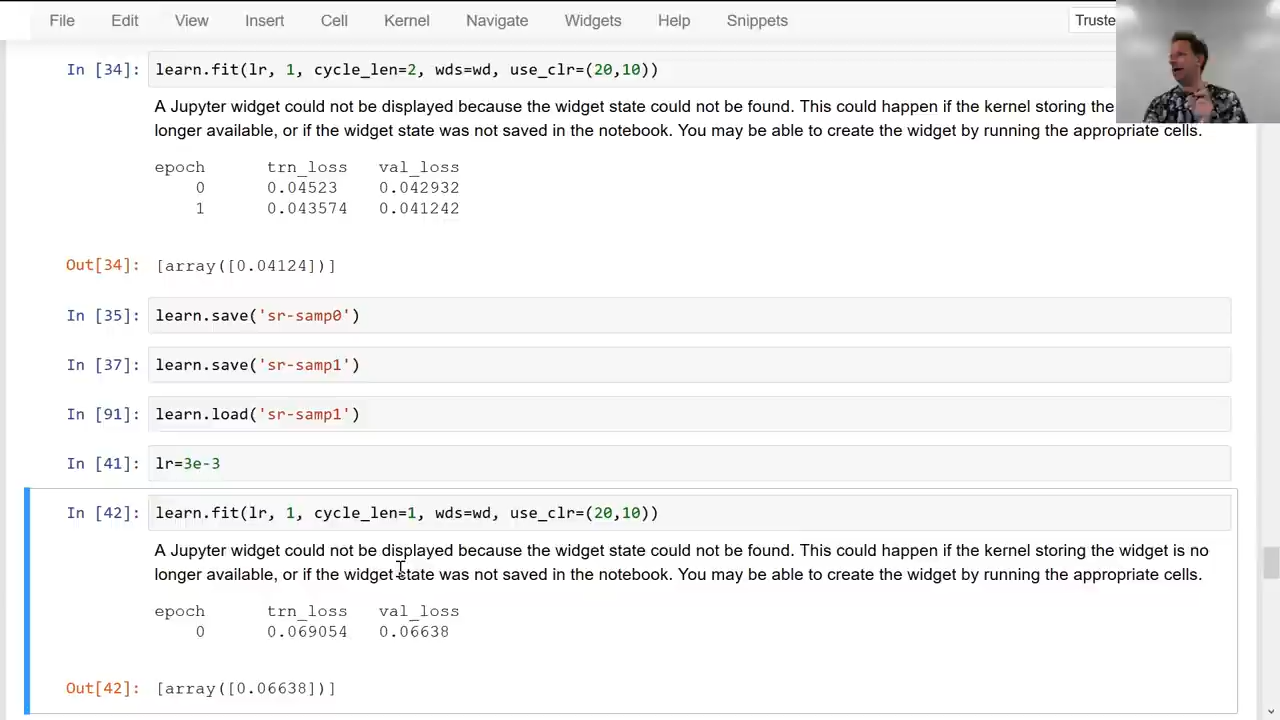 File Edit View Insert Cell Kernel Navigate Widgets Help Snippets Truste
In [34]: learn.fit(lr, 1, cycle_len=2, wds=wd, use_clr=(20,10))
A Jupyter widget could not be displayed because the widget state could not be found. This could happen if the kernel storing the
longer available, or if the widget state was not saved in the notebook. You may be able to create the widget by running the appropriate cells.
epoch trn_loss val_loss
0 0.04523 0.042932
1 0.043574 0.041242
Out[34]: [array([0.04124])]
In [35]: learn.save('sr-samp0')
In [37]: learn.save('sr-samp1')
In [91]: learn.load('sr-samp1')
In [41]: lr=3e-3
In [42]: learn.fit(lr, 1, cycle_len=1, wds=wd, use_clr=(20,10))
A Jupyter widget could not be displayed because the widget state could not be found. This could happen if the kernel storing the widget is no
longer available, or if the widget state was not saved in the notebook. You may be able to create the widget by running the appropriate cells.
epoch trn_loss val_loss
0 0.069054 0.06638
Out[42]: [array([0.06638])]